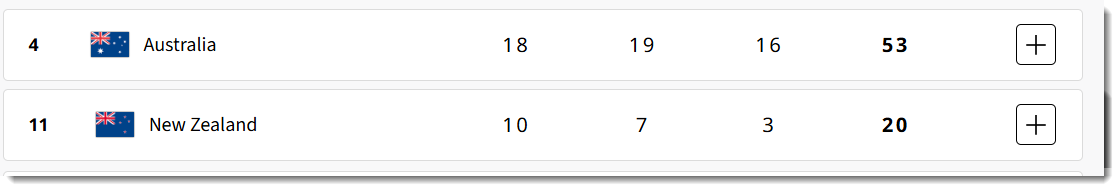 4 Australia 18 19 16 53
11 New Zealand 10 7 3 20